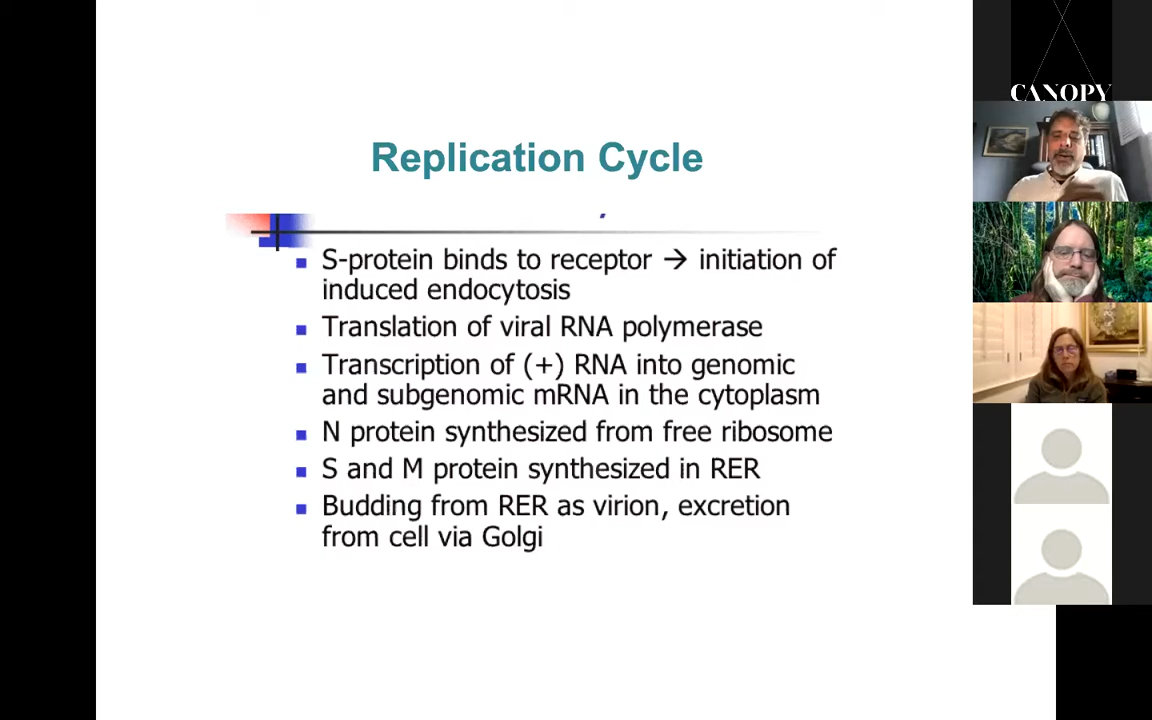 CANOPY
Replication Cycle
S-protein binds to receptor → initiation of
induced endocytosis
Translation of viral RNA polymerase
Transcription of (+) RNA into genomic
and subgenomic mRNA in the cytoplasm
N protein synthesized from free ribosome
S and M protein synthesized in RER
Budding from RER as virion, excretion
from cell via Golgi